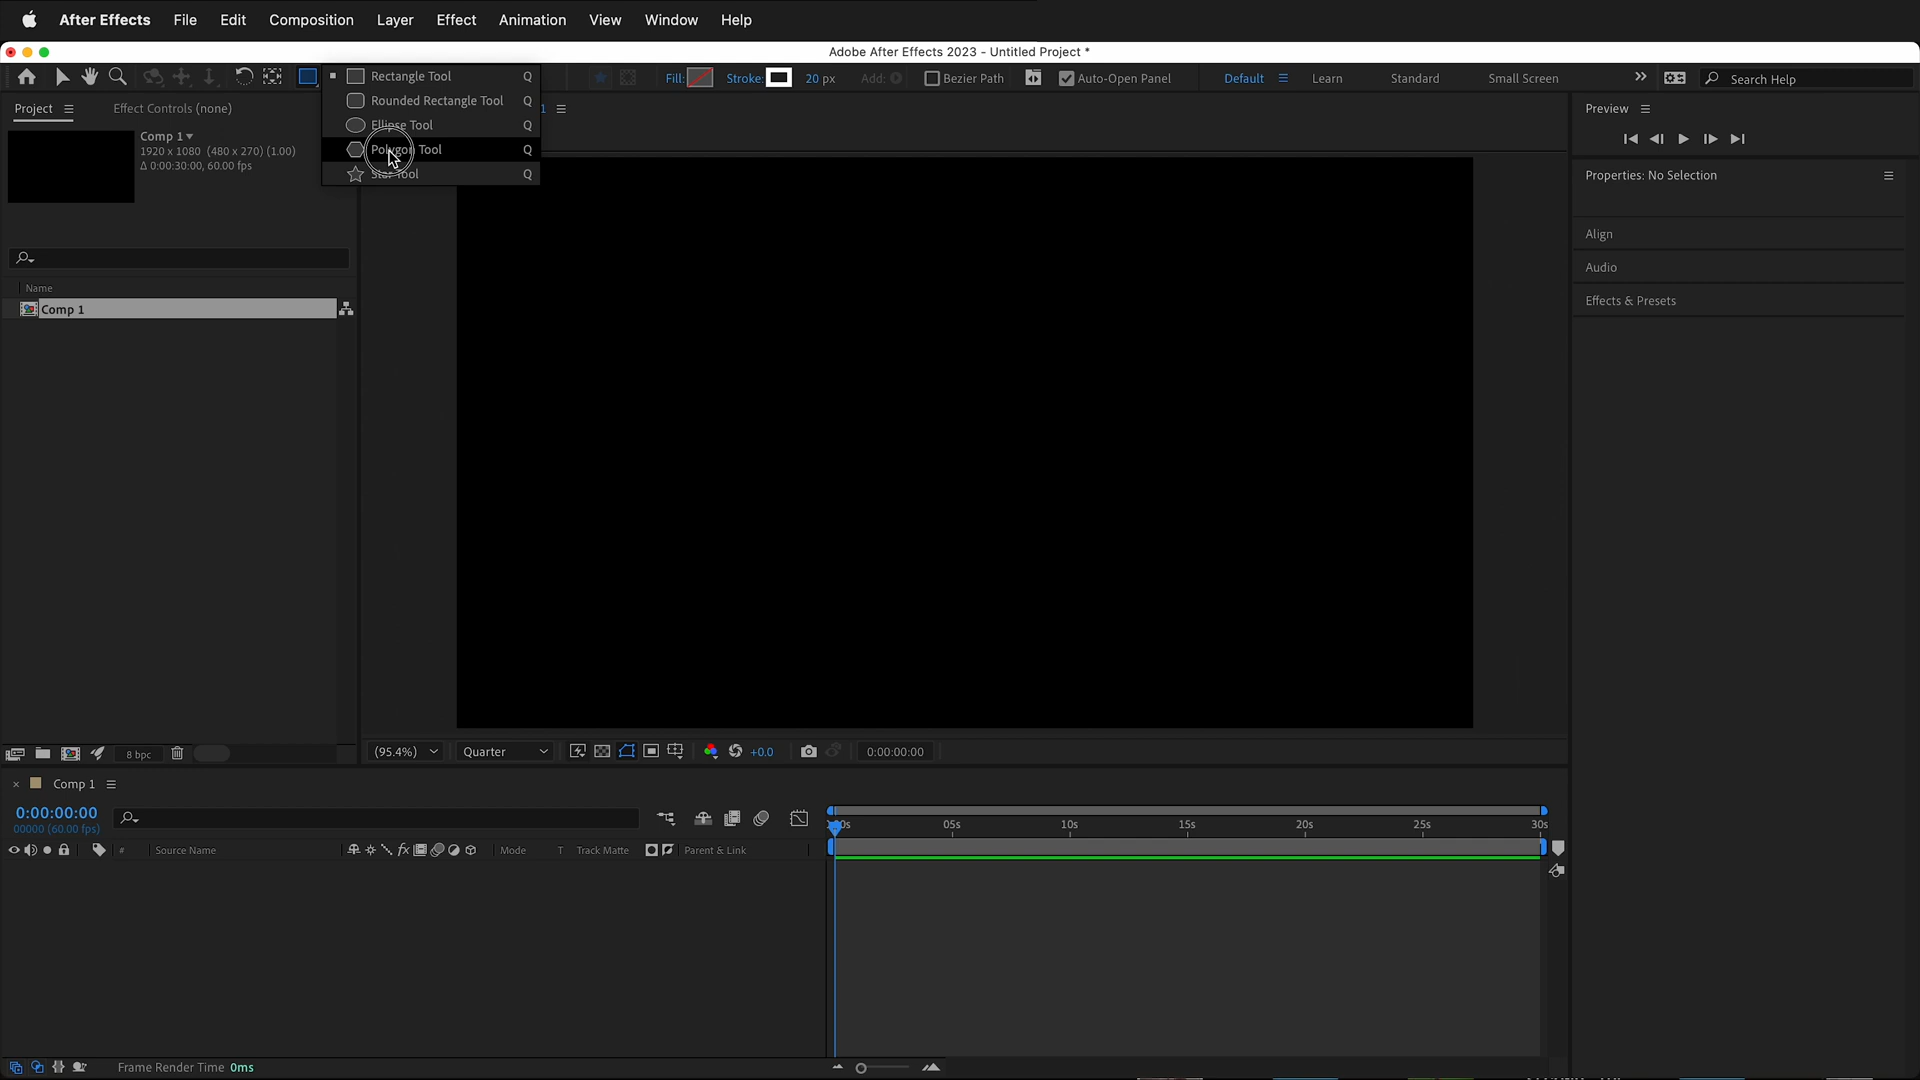 After Effects File Edit Composition Layer Effect Animation View Window Help
Adobe After Effects 2023 - Untitled Project *
Fill: Stroke: 20 px Add: Bezier Path Auto-Open Panel Default Learn Standard Small Screen Search Help
Rectangle Tool Q
Rounded Rectangle Tool Q
Ellipse Tool Q
Polygon Tool Q
Star Tool Q
Project Effect Controls (none) 1
Comp 1
1920 x 1080 (480 x 270) (1.00)
Δ 0:00:30:00, 60.00 fps
Name
Comp 1
Preview
Properties: No Selection
Align
Audio
Effects & Presets
8 bpc (95.4%) Quarter +0.0 0:00:00:00
Comp 1
0:00:00:00
00000 (60.00 fps)
05s 10s 15s 20s 25s 30s
# Source Name fx Mode T Track Matte Parent & Link
Frame Render Time 0ms